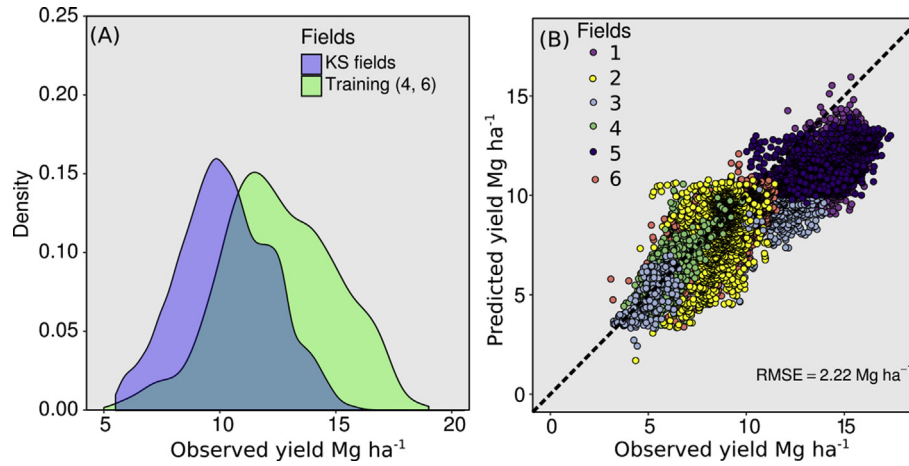 (A)
Fields
KS fields
Training (4, 6)
0.25
0.20
0.15
0.10
0.05
0.00
Density
5
10
15
20
Observed yield Mg ha-1
(B)
Fields
1
2
3
4
5
6
15
10
5
0
Predicted yield Mg ha-1
RMSE = 2.22 Mg ha-1
0
5
10
15
Observed yield Mg ha-1